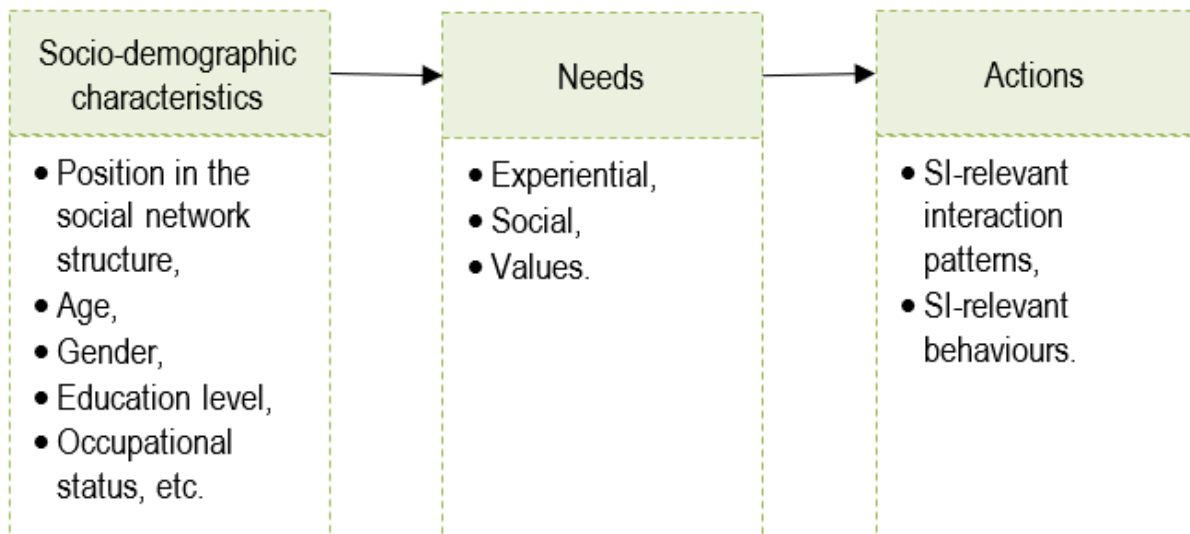 Socio-demographic
characteristics
• Position in the
social network
structure,
• Age,
• Gender,
• Education level,
• Occupational
status, etc.
Needs
• Experiential,
• Social,
• Values.
Actions
• SI-relevant
interaction
patterns,
• SI-relevant
behaviours.